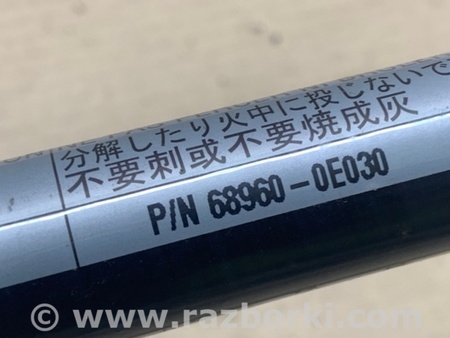 分解したり火中に投じないで
不要刺或不要焼成灰
P/N 68960-0E030
© www.razborki.com